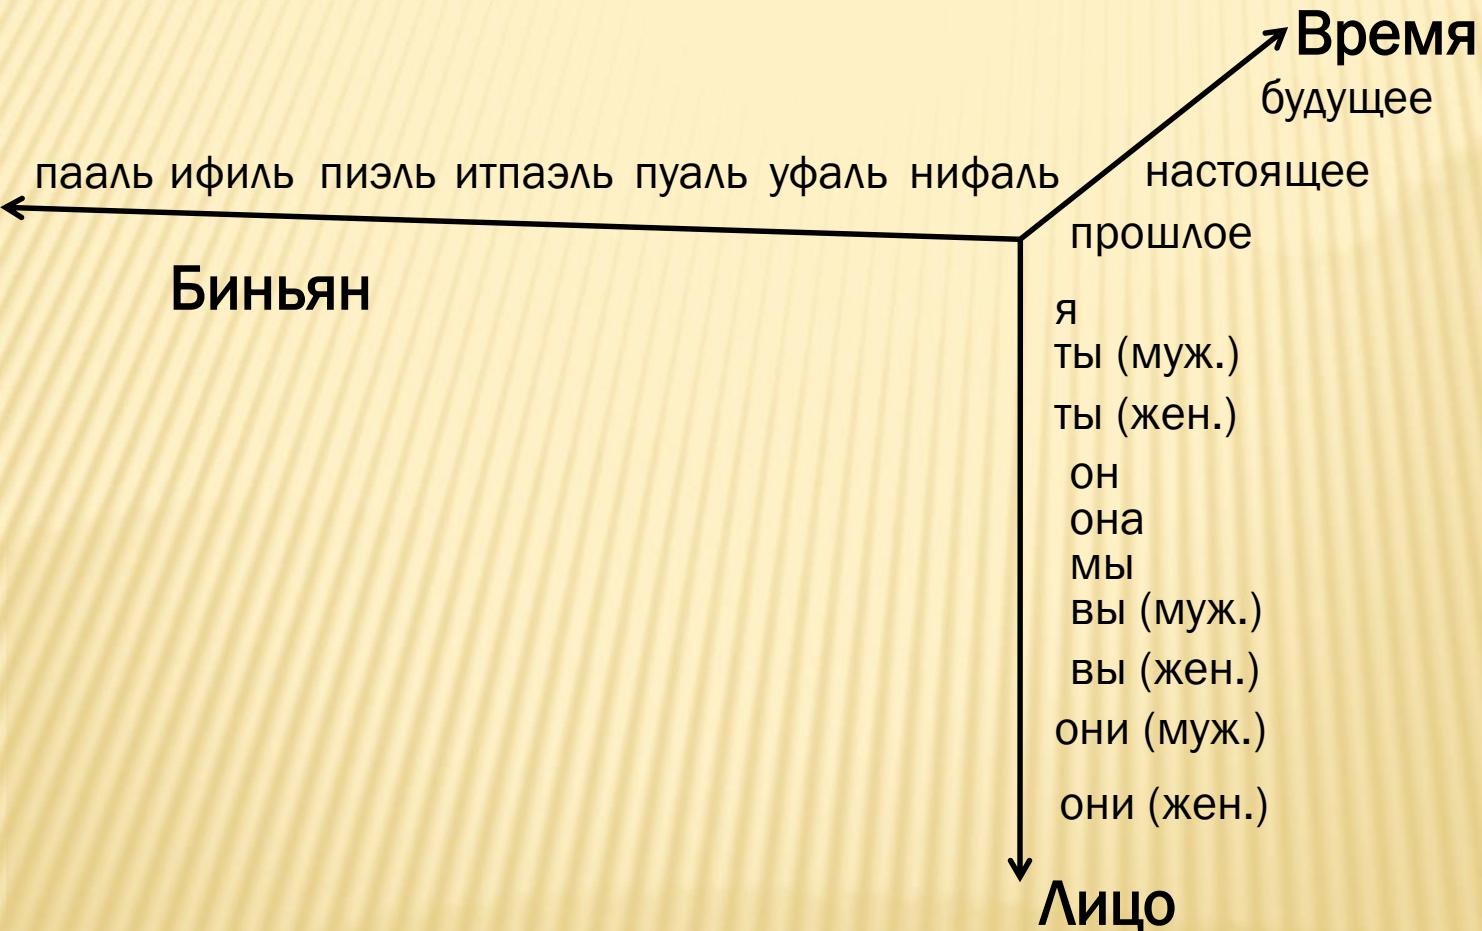 Время
будущее
пааль ифиль пиэль итпаэль пуаль уфаль нифаль
настоящее
прошлое
Биньян
я
ты (муж.)
ты (жен.)
он
она
мы
вы (муж.)
вы (жен.)
они (муж.)
они (жен.)
Лицо